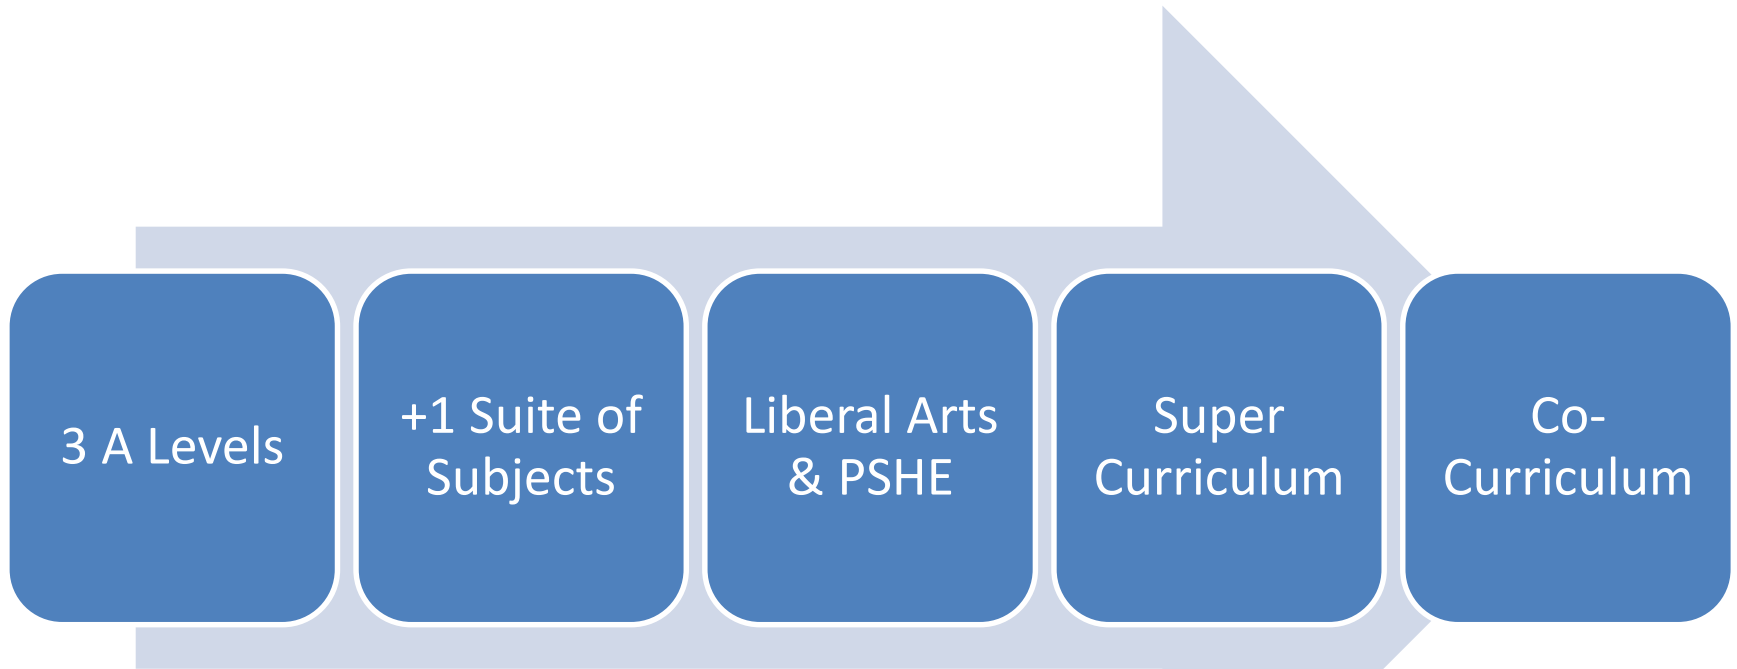 3 A Levels
+1 Suite of
Subjects
Liberal Arts
& PSHE
Super
Curriculum
Co-
Curriculum